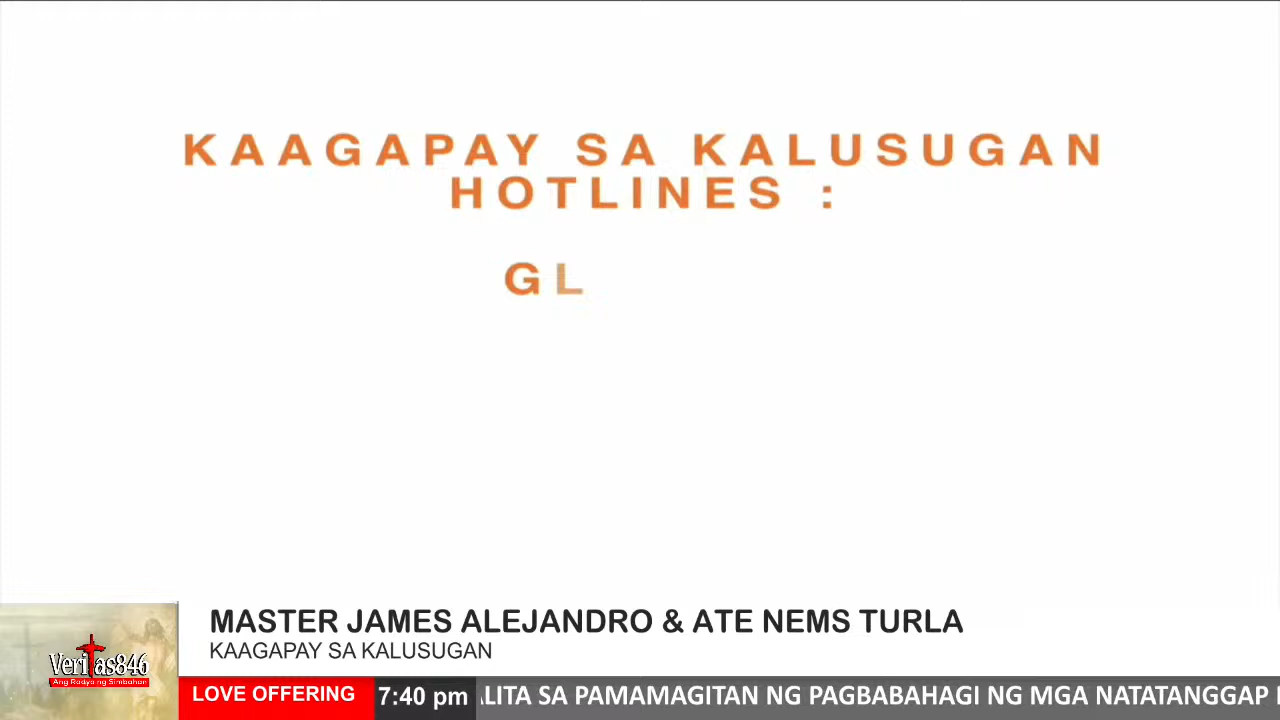 KAAGAPAY SA KALUSUGAN
HOTLINES :
GL
MASTER JAMES ALEJANDRO & ATE NEMS TURLA
KAAGAPAY SA KALUSUGAN
Veritas846
Ang Radyo ng Simbahan
LOVE OFFERING
7:40 pm
SA PAMAMAGITAN NG PAGBABAHAGI NG MGA NATATANGGAP